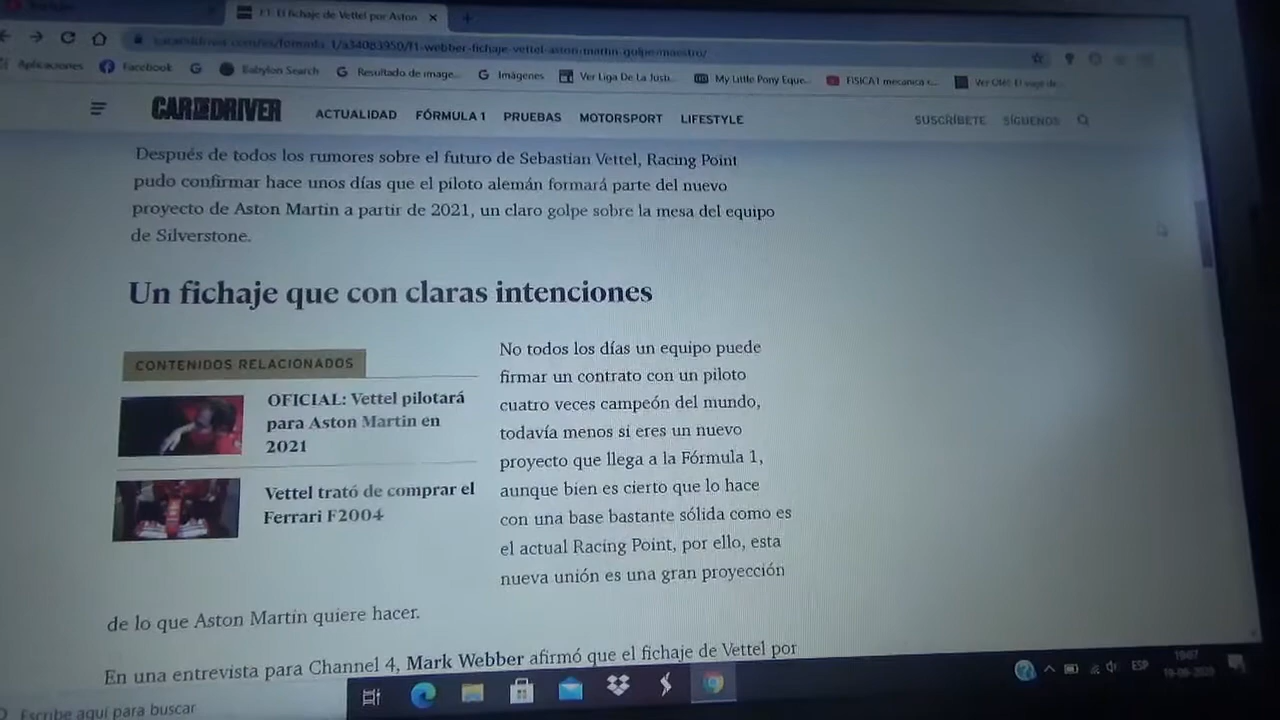 F1: El fichaje de Vettel por Aston
caranddriver.com/es/formula-1/a34083950/f1-webber-fichaje-vettel-aston-martin-golpe-maestro/
Aplicaciones Facebook Babylon Search Resultado de image... Imágenes Ver Liga De La Justi... My Little Pony Eque... FISICA1 mecanica
CAR AND DRIVER ACTUALIDAD FÓRMULA 1 PRUEBAS MOTORSPORT LIFESTYLE SUSCRÍBETE SÍGUENOS
Después de todos los rumores sobre el futuro de Sebastian Vettel, Racing Point
pudo confirmar hace unos días que el piloto alemán formará parte del nuevo
proyecto de Aston Martin a partir de 2021, un claro golpe sobre la mesa del equipo
de Silverstone.
Un fichaje que con claras intenciones
CONTENIDOS RELACIONADOS
OFICIAL: Vettel pilotará
para Aston Martin en
2021
Vettel trató de comprar el
Ferrari F2004
No todos los días un equipo puede
firmar un contrato con un piloto
cuatro veces campeón del mundo,
todavía menos si eres un nuevo
proyecto que llega a la Fórmula 1,
aunque bien es cierto que lo hace
con una base bastante sólida como es
el actual Racing Point, por ello, esta
nueva unión es una gran proyección
de lo que Aston Martin quiere hacer.
En una entrevista para Channel 4, Mark Webber afirmó que el fichaje de Vettel por
Escribe aquí para buscar
ESP
19:07